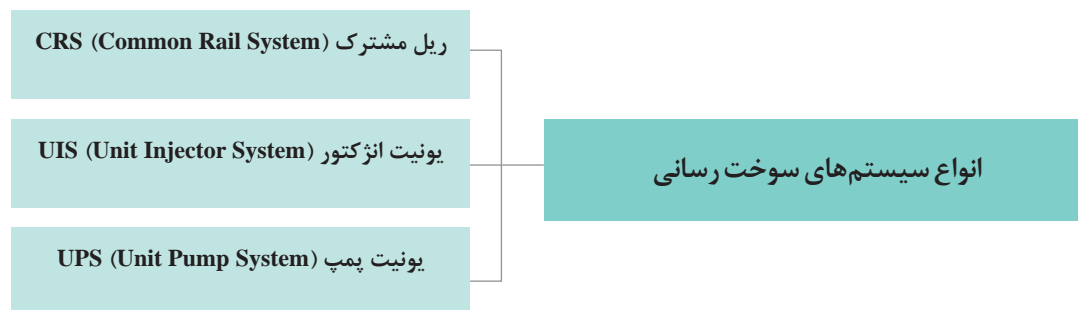 انواع سیستم‌های سوخت رسانی
ریل مشترک CRS (Common Rail System)
یونیت انژکتور UIS (Unit Injector System)
یونیت پمپ UPS (Unit Pump System)